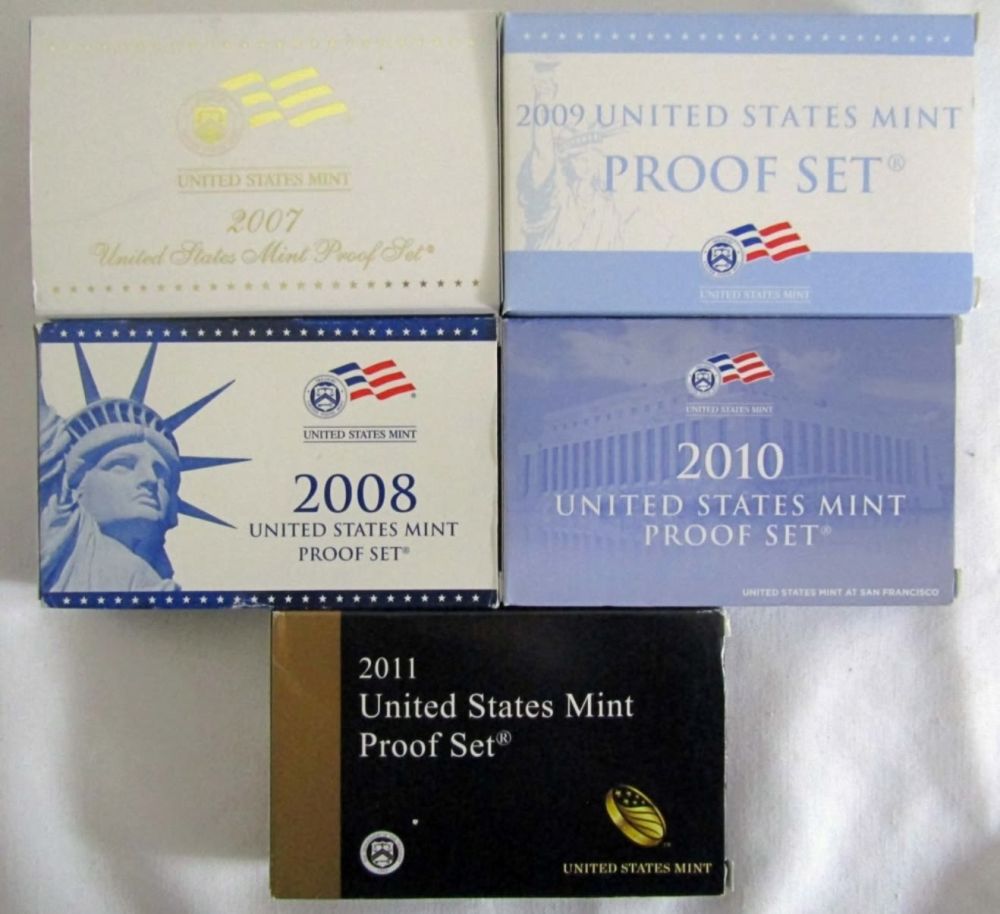 UNITED STATES MINT
2007
United States Mint Proof Set®
2009 UNITED STATES MINT
PROOF SET®
UNITED STATES MINT
UNITED STATES MINT
2008
UNITED STATES MINT
PROOF SET®
UNITED STATES MINT
2010
UNITED STATES MINT
PROOF SET®
UNITED STATES MINT AT SAN FRANCISCO
2011
United States Mint
Proof Set®
UNITED STATES MINT